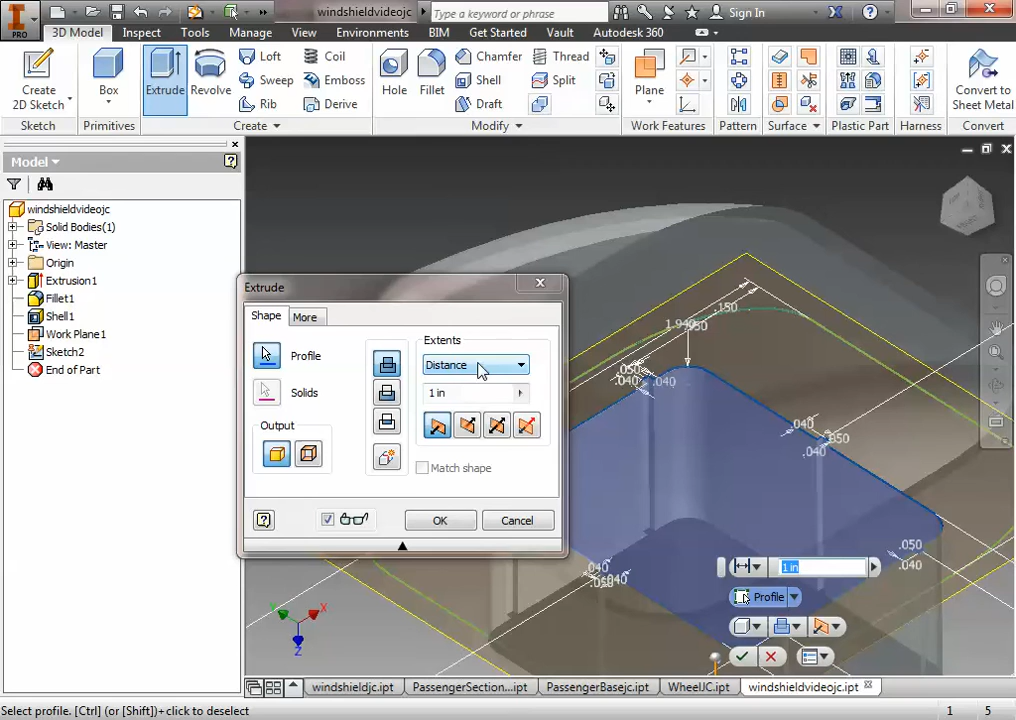 PRO
windshieldvideojc
Type a keyword or phrase
Sign In
3D Model Inspect Tools Manage View Environments BIM Get Started Vault Autodesk 360
Create
2D Sketch
Box
Extrude
Revolve
Loft
Sweep
Rib
Coil
Emboss
Derive
Hole
Fillet
Chamfer
Shell
Draft
Thread
Split
Plane
Convert to
Sheet Metal
Sketch Primitives Create Modify Work Features Pattern Surface Plastic Part Harness Convert
Model
windshieldvideojc
Solid Bodies(1)
View: Master
Origin
Extrusion1
Fillet1
Shell1
Work Plane1
Sketch2
End of Part
Extrude
Shape More
Profile
Solids
Output
Extents
Distance
1 in
Match shape
OK Cancel
.150
.050
.040
.040
.040
.050
.040
.050
.040
.040
.040
1 in
Profile
X
Y
Z
windshieldjc.ipt PassengerSection...ipt PassengerBasejc.ipt WheelJC.ipt windshieldvideojc.ipt
Select profile. [Ctrl] (or [Shift])+click to deselect
1 5